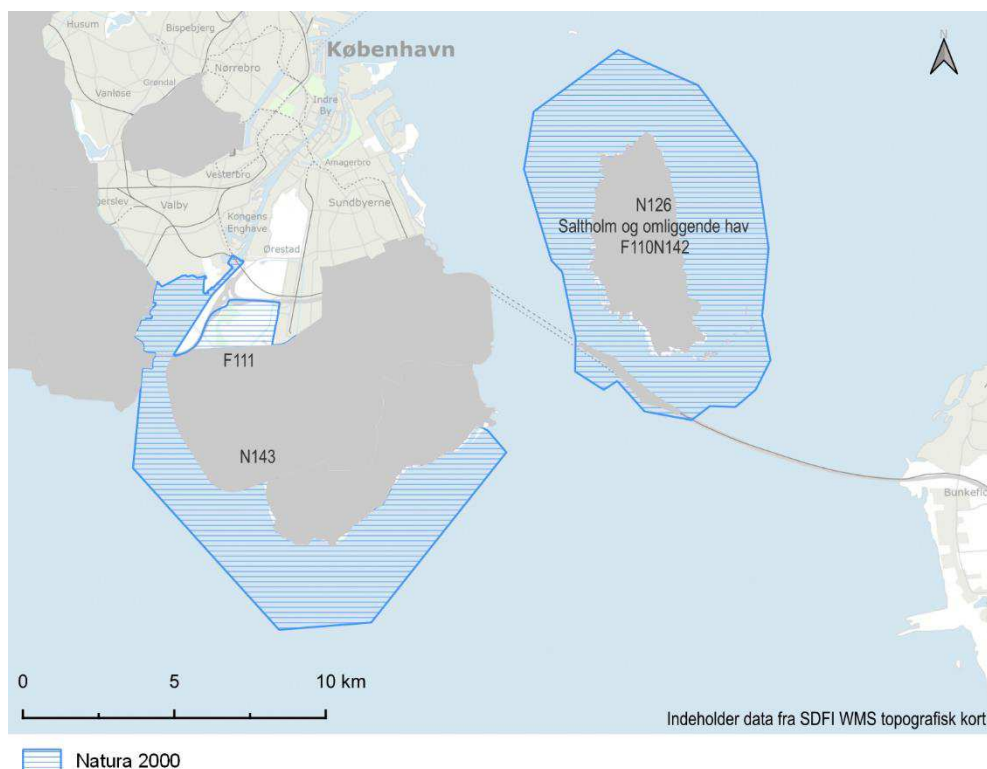 København
Husum
Bispebjerg
Nørrebro
Grøndal
Vanløse
Indre
By
Amagerbro
Vesterbro
Sundbyerne
Valby
Kongens
Enghave
Ørestad
N
N126
Saltholm og omliggende hav
F110N142
F111
N143
0 5 10 km
Indeholder data fra SDFI WMS topografisk kort
Natura 2000